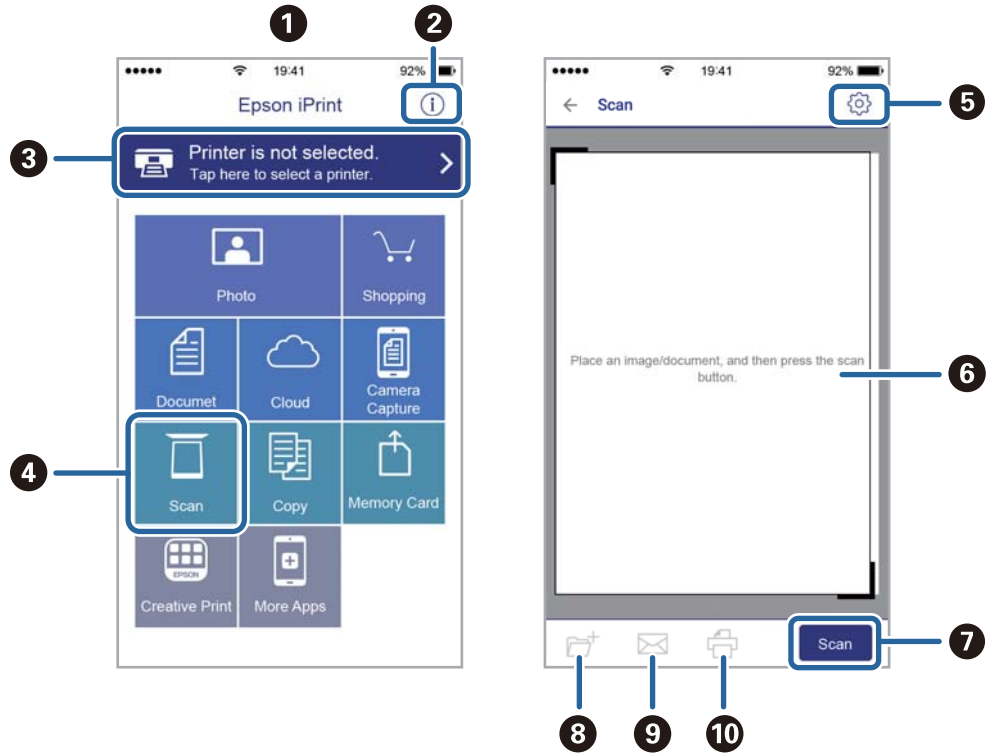 1
2
19:41
92%
Epson iPrint
3
Printer is not selected.
Tap here to select a printer.
Photo
Shopping
Documet
Cloud
Camera
Capture
4
Scan
Copy
Memory Card
EPSON
Creative Print
More Apps
19:41
92%
Scan
5
Place an image/document, and then press the scan
button.
6
Scan
7
8
9
10